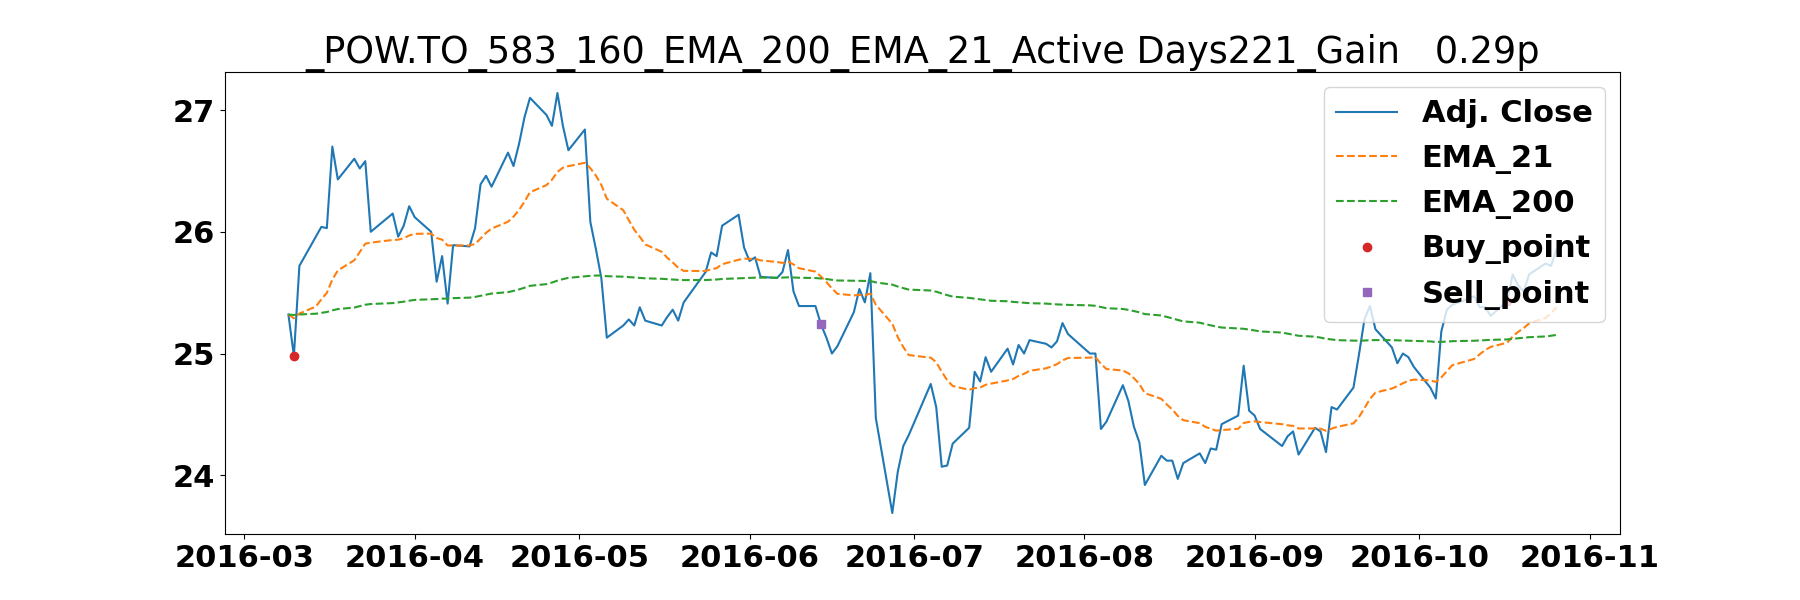 _POW.TO_583_160_EMA_200_EMA_21_Active Days221_Gain   0.29p
27
26
25
24
Adj. Close
EMA_21
EMA_200
Buy_point
Sell_point
2016-03 2016-04 2016-05 2016-06 2016-07 2016-08 2016-09 2016-10 2016-11